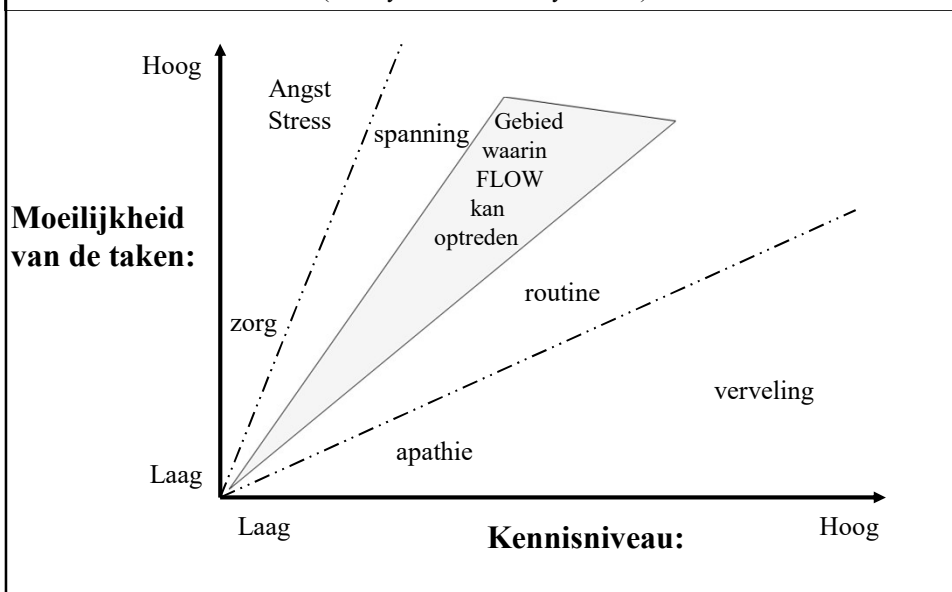 Hoog
Angst
Stress
spanning
Gebied
waarin
FLOW
kan
optreden
Moeilijkheid
van de taken:
routine
zorg
verveling
apathie
Laag
Laag
Kennisniveau:
Hoog